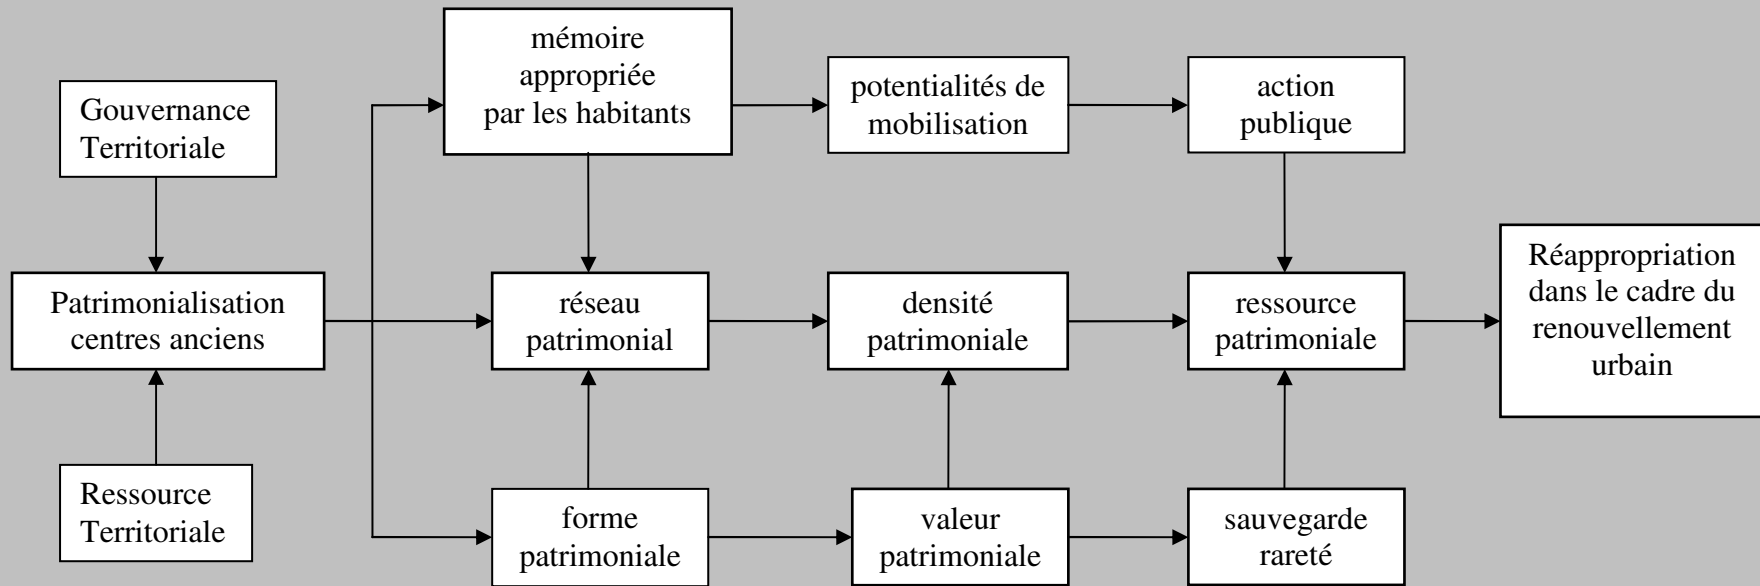 Gouvernance
Territoriale
Patrimonialisation
centres anciens
Ressource
Territoriale
mémoire
appropriée
par les habitants
potentialités de
mobilisation
action
publique
réseau
patrimonial
densité
patrimoniale
ressource
patrimoniale
Réappropriation
dans le cadre du
renouvellement
urbain
forme
patrimoniale
valeur
patrimoniale
sauvegarde
rareté